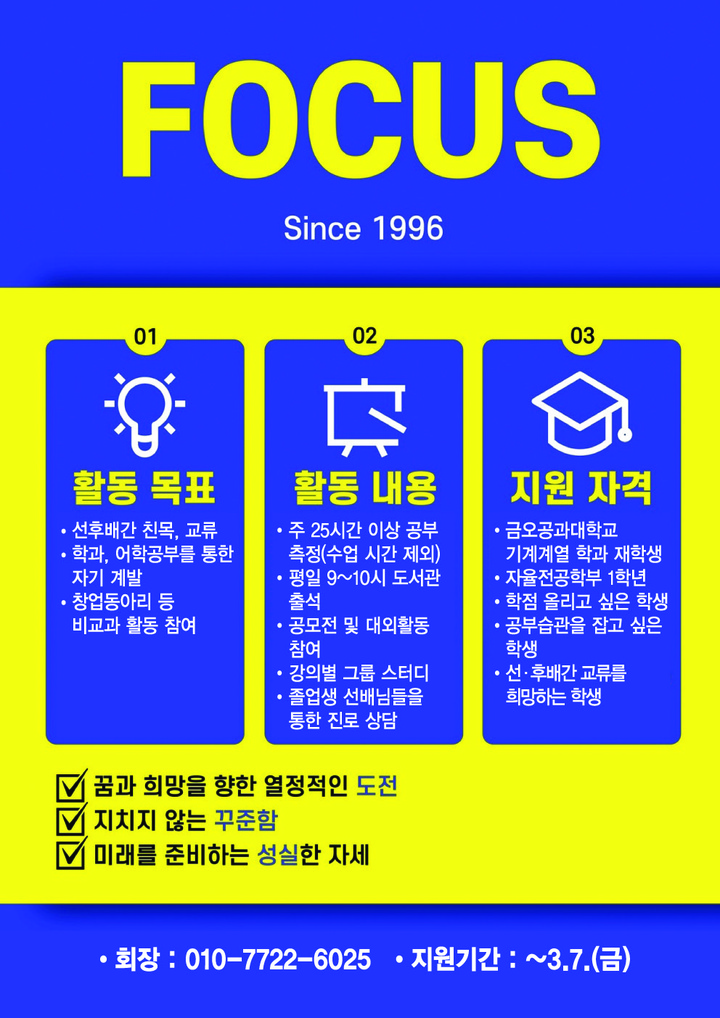 FOCUS
Since 1996
01
활동 목표
• 선후배간 친목, 교류
• 학과, 어학공부를 통한
자기 계발
• 창업동아리 등
비교과 활동 참여
02
활동 내용
• 주 25시간 이상 공부
측정(수업 시간 제외)
• 평일 9~10시 도서관
출석
• 공모전 및 대외활동
참여
• 강의별 그룹 스터디
• 졸업생 선배님들을
통한 진로 상담
03
지원 자격
• 금오공과대학교
기계계열 학과 재학생
• 자율전공학부 1학년
• 학점 올리고 싶은 학생
• 공부습관을 잡고 싶은
학생
• 선·후배간 교류를
희망하는 학생
꿈과 희망을 향한 열정적인 도전
지치지 않는 꾸준함
미래를 준비하는 성실한 자세
• 회장 : 010-7722-6025 • 지원기간 : ~3.7.(금)